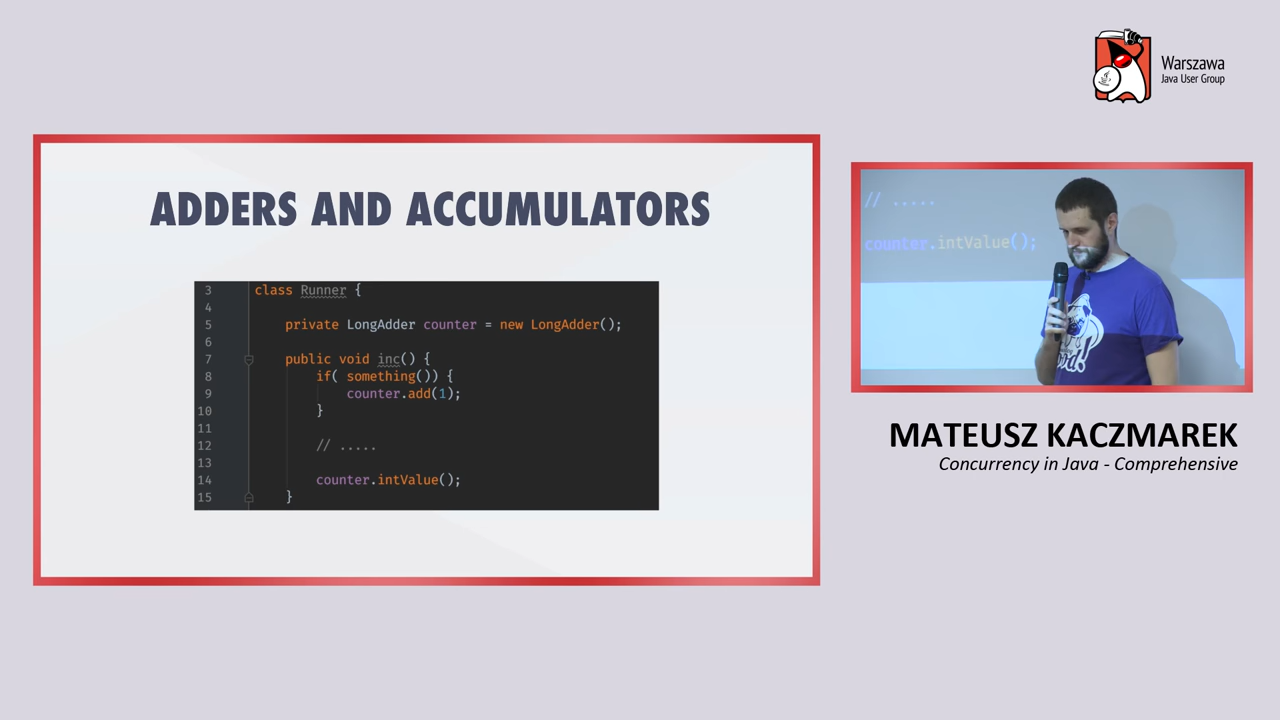 Warszawa
Java User Group
ADDERS AND ACCUMULATORS
3 class Runner {
4
5 private LongAdder counter = new LongAdder();
6
7 public void inc() {
8 if( something()) {
9 counter.add(1);
10 }
11
12 // .....
13
14 counter.intValue();
15 }
// .....
counter.intValue();
MATEUSZ KACZMAREK
Concurrency in Java - Comprehensive